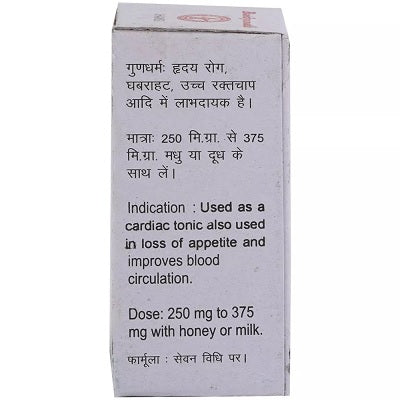 गुणधर्मः हृदय रोग,
घबराहट, उच्च रक्तचाप
आदि में लाभदायक है।
मात्राः 250 मि.ग्रा. से 375
मि.ग्रा. मधु या दूध के
साथ लें।
Indication : Used as a
cardiac tonic also used
in loss of appetite and
improves blood
circulation.
Dose: 250 mg to 375
mg with honey or milk.
फार्मूला : सेवन विधि पर।